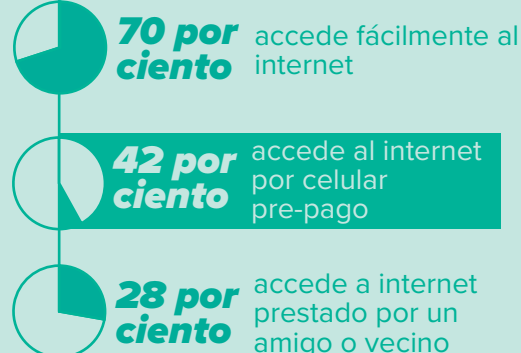 70 por
ciento
accede fácilmente al
internet
42 por
ciento
accede al internet
por celular
pre-pago
28 por
ciento
accede a internet
prestado por un
amigo o vecino